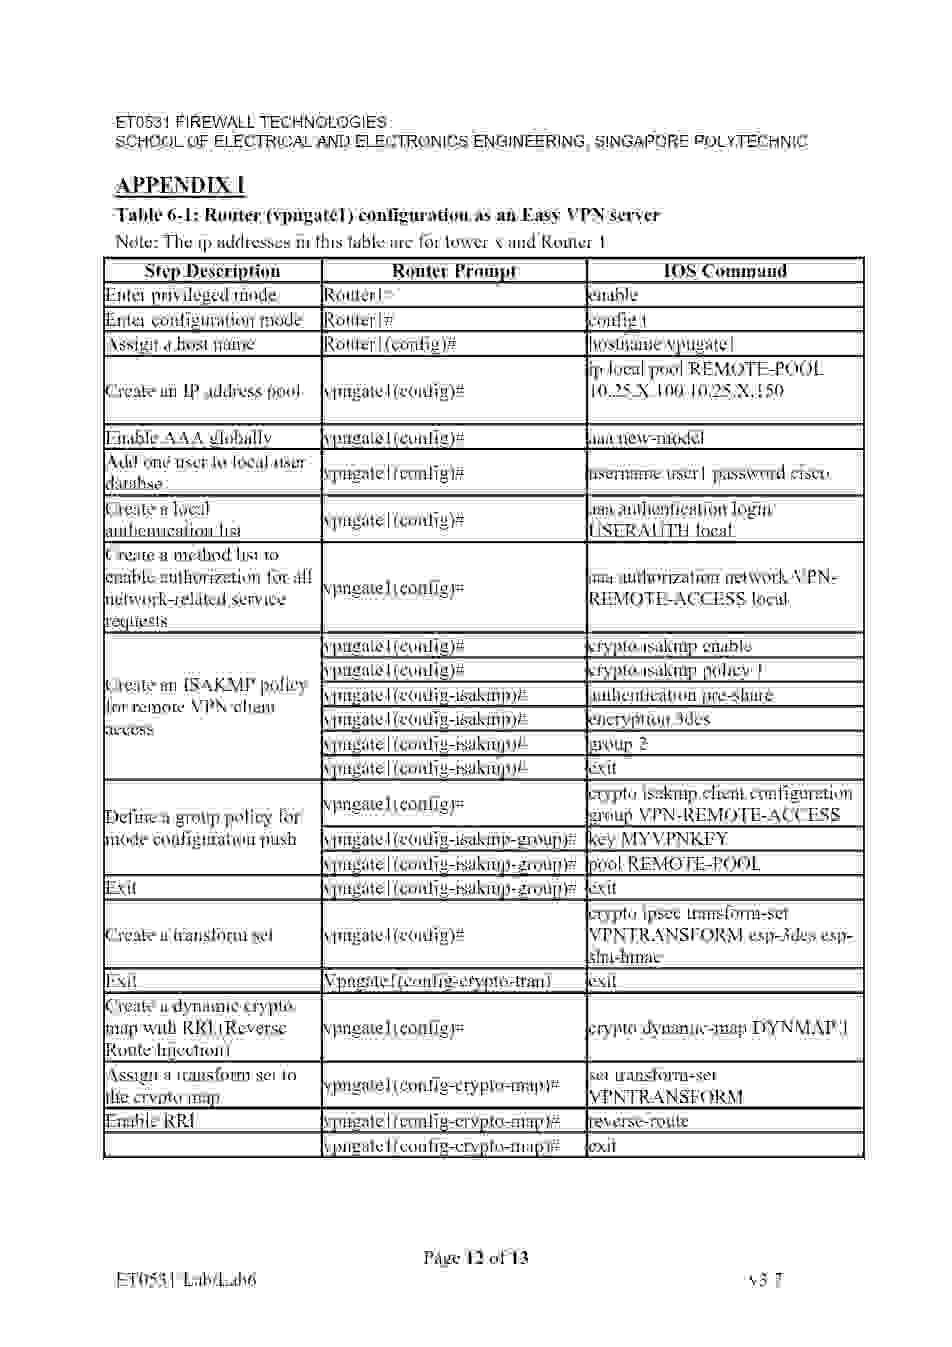 ET0531 FIREWALL TECHNOLOGIES
SCHOOL OF ELECTRICAL AND ELECTRONICS ENGINEERING, SINGAPORE POLYTECHNIC
APPENDIX I
Table 6-1: Router (vpngate1) configuration as an Easy VPN server
Note: The ip addresses in this table are for tower x and Router 1
Step Description Router Prompt IOS Command
Enter privileged mode Router1> enable
Enter configuration mode Router1# config t
Assign a host name Router1(config)# hostname vpngate1
Create an IP address pool vpngate1(config)# ip local pool REMOTE-POOL
10.25.X.100 10.25.X.150
Enable AAA globally vpngate1(config)# aaa new-model
Add one user to local user
databse vpngate1(config)# username user1 password cisco
Create a local
authentication list vpngate1(config)# aaa authentication login
USERAUTH local
Create a method list to
enable authorization for all
network-related service
requests vpngate1(config)# aaa authorization network VPN-
REMOTE-ACCESS local
Create an ISAKMP policy
for remote VPN client
access
vpngate1(config)# crypto isakmp enable
vpngate1(config)# crypto isakmp policy 1
vpngate1(config-isakmp)# authentication pre-share
vpngate1(config-isakmp)# encryption 3des
vpngate1(config-isakmp)# group 2
vpngate1(config-isakmp)# exit
Define a group policy for
mode configuration push
vpngate1(config)# crypto isakmp client configuration
group VPN-REMOTE-ACCESS
vpngate1(config-isakmp-group)# key MYVPNKEY
vpngate1(config-isakmp-group)# pool REMOTE-POOL
Exit vpngate1(config-isakmp-group)# exit
Create a transform set vpngate1(config)# crypto ipsec transform-set
VPNTRANSFORM esp-3des esp-
sha-hmac
Exit Vpngate1(config-crypto-tran) exit
Create a dynamic crypto
map with RRI (Reverse
Route Injection) vpngate1(config)# crypto dynamic-map DYNMAP 1
Assign a transform set to
the crypto map vpngate1(config-crypto-map)# set transform-set
VPNTRANSFORM
Enable RRI vpngate1(config-crypto-map)# reverse-route
vpngate1(config-crypto-map)# exit
Page 12 of 13
ET0531 Lab/Lab6 v3.7